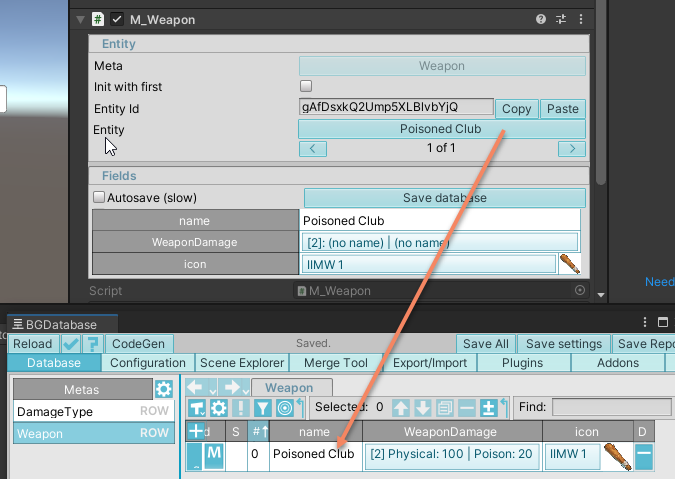 M_Weapon
Entity
Meta Weapon
Init with first
Entity Id gAfDsxkQ2Ump5XLBIvbYjQ Copy Paste
Entity Poisoned Club
< 1 of 1 >
Fields
Autosave (slow) Save database
name Poisoned Club
WeaponDamage [2]: (no name) | (no name)
icon IIMW 1
Script M_Weapon
Need
BGDatabase
Reload CodeGen Saved. Save All Save settings Save Repo
Database Configuration Scene Explorer Merge Tool Export/Import Plugins Addons
Metas Weapon
DamageType ROW Selected: 0 Find:
Weapon ROW d S # name WeaponDamage icon D
M 0 Poisoned Club [2] Physical: 100 | Poison: 20 IIMW 1